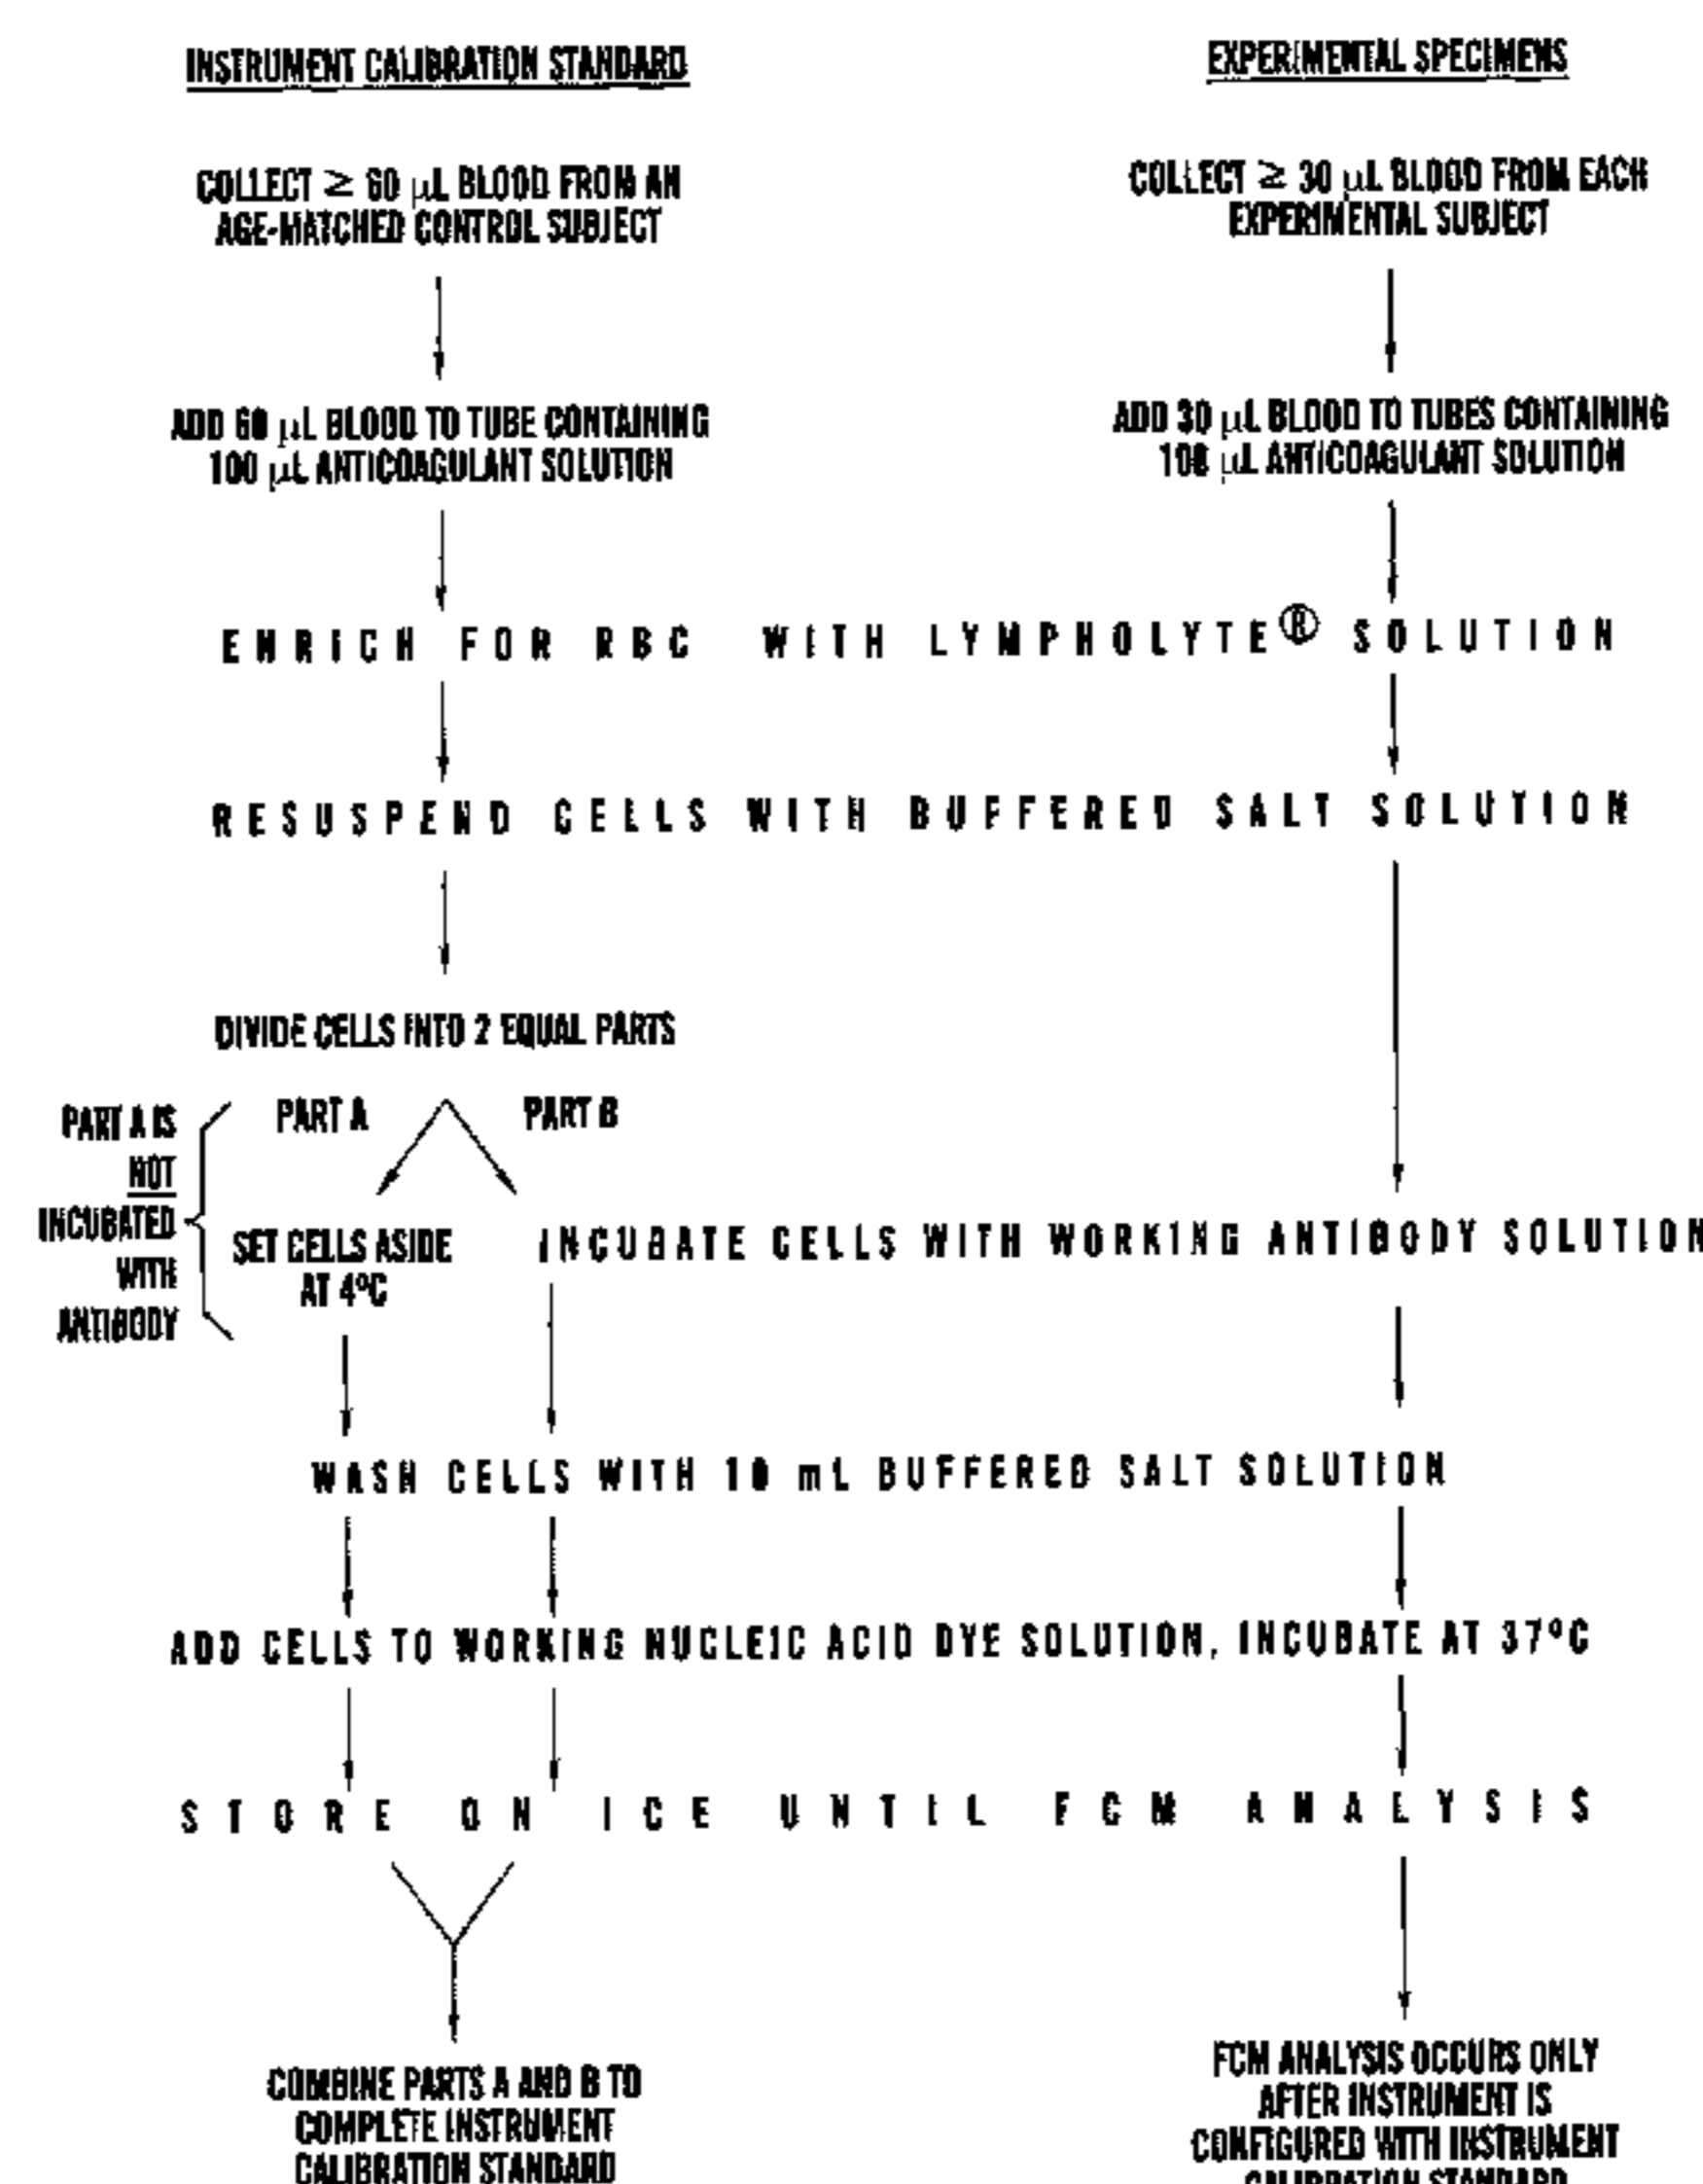 INSTRUMENT CALIBRATION STANDARD
COLLECT ≥ 60 µL BLOOD FROM AN
AGE-MATCHED CONTROL SUBJECT
ADD 60 µL BLOOD TO TUBE CONTAINING
100 µL ANTICOAGULANT SOLUTION
EXPERIMENTAL SPECIMENS
COLLECT ≥ 30 µL BLOOD FROM EACH
EXPERIMENTAL SUBJECT
ADD 30 µL BLOOD TO TUBES CONTAINING
100 µL ANTICOAGULANT SOLUTION
ENRICH FOR RBC WITH LYMPHOLYTE® SOLUTION
RESUSPEND CELLS WITH BUFFERED SALT SOLUTION
DIVIDE CELLS INTO 2 EQUAL PARTS
PART A IS
NOT
INCUBATED
WITH
ANTIBODY
PART A
PART B
SET CELLS ASIDE
AT 4ºC
INCUBATE CELLS WITH WORKING ANTIBODY SOLUTION
WASH CELLS WITH 10 mL BUFFERED SALT SOLUTION
ADD CELLS TO WORKING NUCLEIC ACID DYE SOLUTION, INCUBATE AT 37ºC
STORE ON ICE UNTIL FCM ANALYSIS
COMBINE PARTS A AND B TO
COMPLETE INSTRUMENT
CALIBRATION STANDARD
FCM ANALYSIS OCCURS ONLY
AFTER INSTRUMENT IS
CONFIGURED WITH INSTRUMENT
CALIBRATION STANDARD